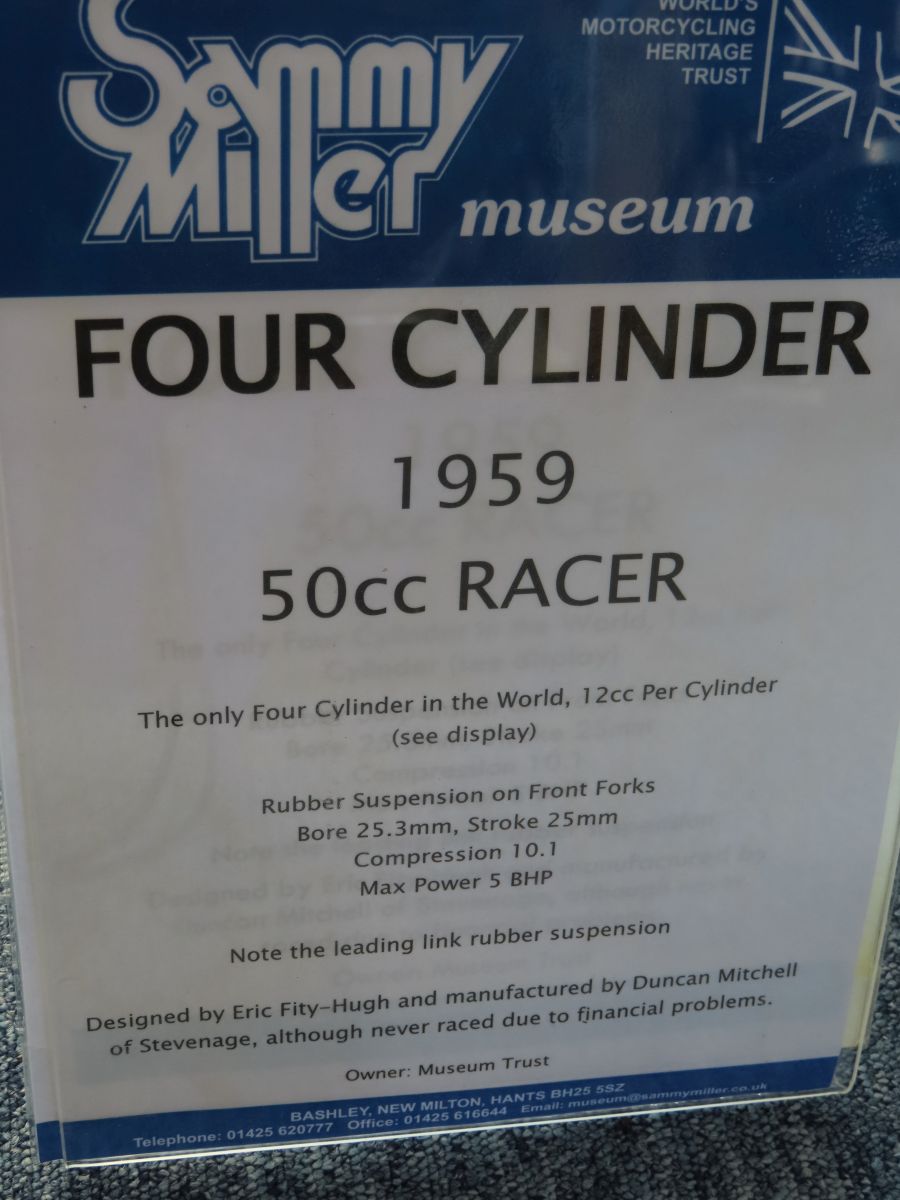 WORLD'S
MOTORCYCLING
HERITAGE
TRUST
Sammy
Miller
museum
FOUR CYLINDER
1959
50cc RACER
The only Four Cylinder in the World, 12cc Per Cylinder
(see display)
Rubber Suspension on Front Forks
Bore 25.3mm, Stroke 25mm
Compression 10.1
Max Power 5 BHP
Note the leading link rubber suspension
Designed by Eric Fity-Hugh and manufactured by Duncan Mitchell
of Stevenage, although never raced due to financial problems.
Owner: Museum Trust
BASHLEY, NEW MILTON, HANTS BH25 5SZ
Telephone: 01425 620777 Office: 01425 616644 Email: museum@sammymiller.co.uk